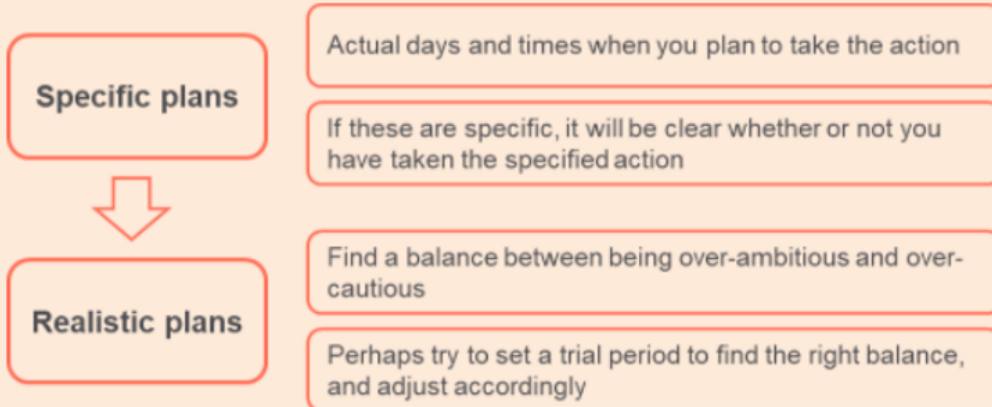 Specific plans
Actual days and times when you plan to take the action
If these are specific, it will be clear whether or not you
have taken the specified action
Realistic plans
Find a balance between being over-ambitious and over-
cautious
Perhaps try to set a trial period to find the right balance,
and adjust accordingly